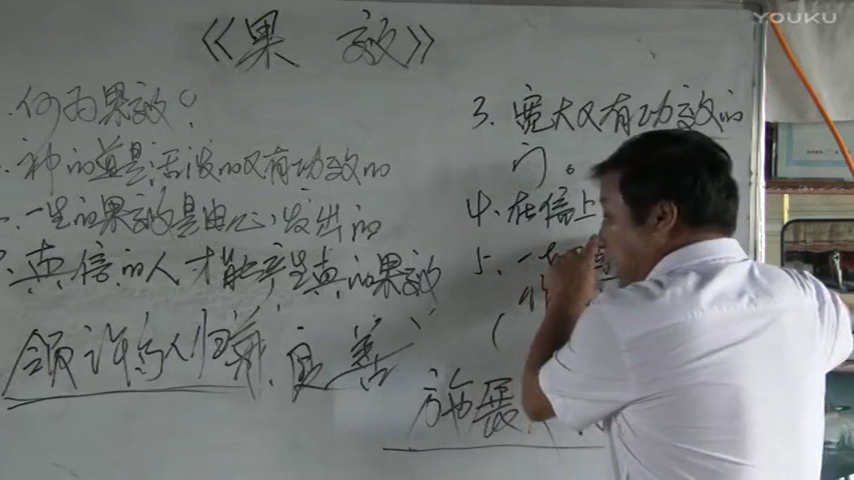 《果效》
何为果效？
神的道是活泼的又有功效的
一生的果效是由心发出的
真信的人才能产生真的果效
领许多人归义、良善
3、宽大又有功效的
门。
4、在信上
5、一
施展
YOUKU